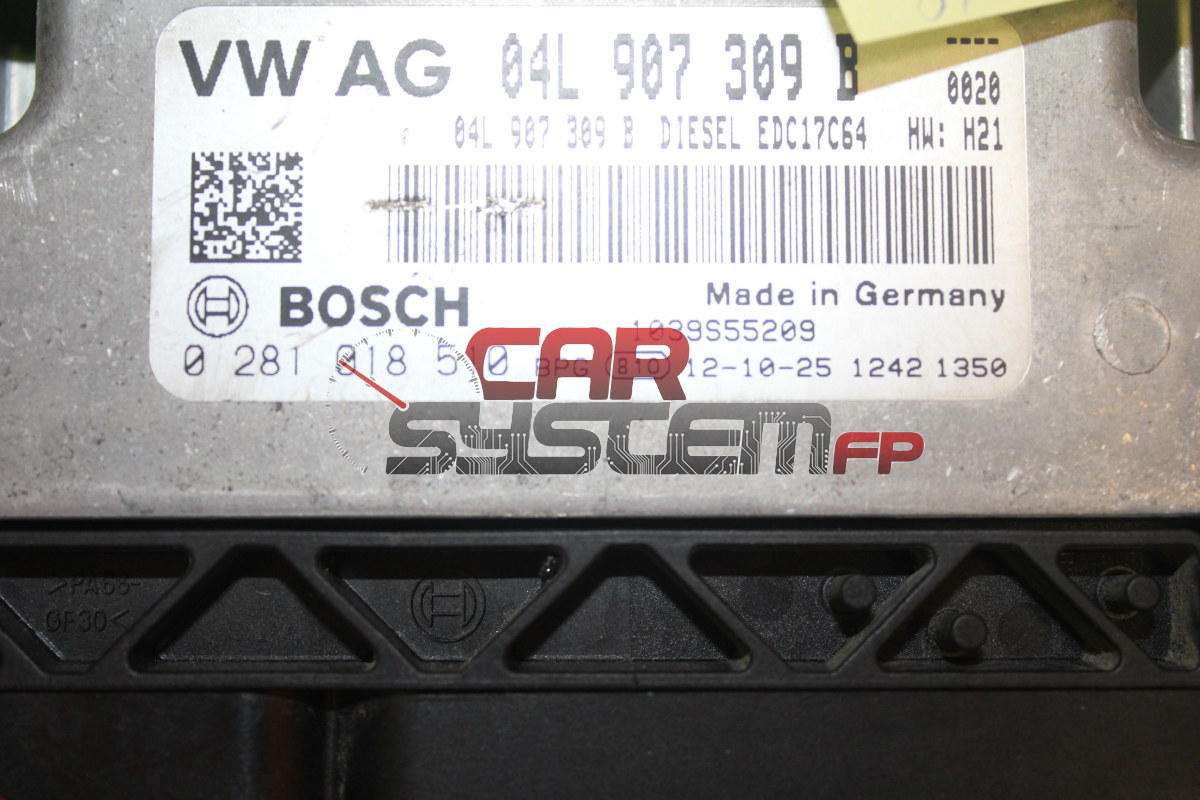 VW AG 04L 907 309 B ----
0020
04L 907 309 B DIESEL EDC17C64 HW: H21
BOSCH
Made in Germany
1039S55209
0 281 018 5 0 BPG 810 12-10-25 1242 1350
CAR
SYSTEM FP
>PA66-
GF30<